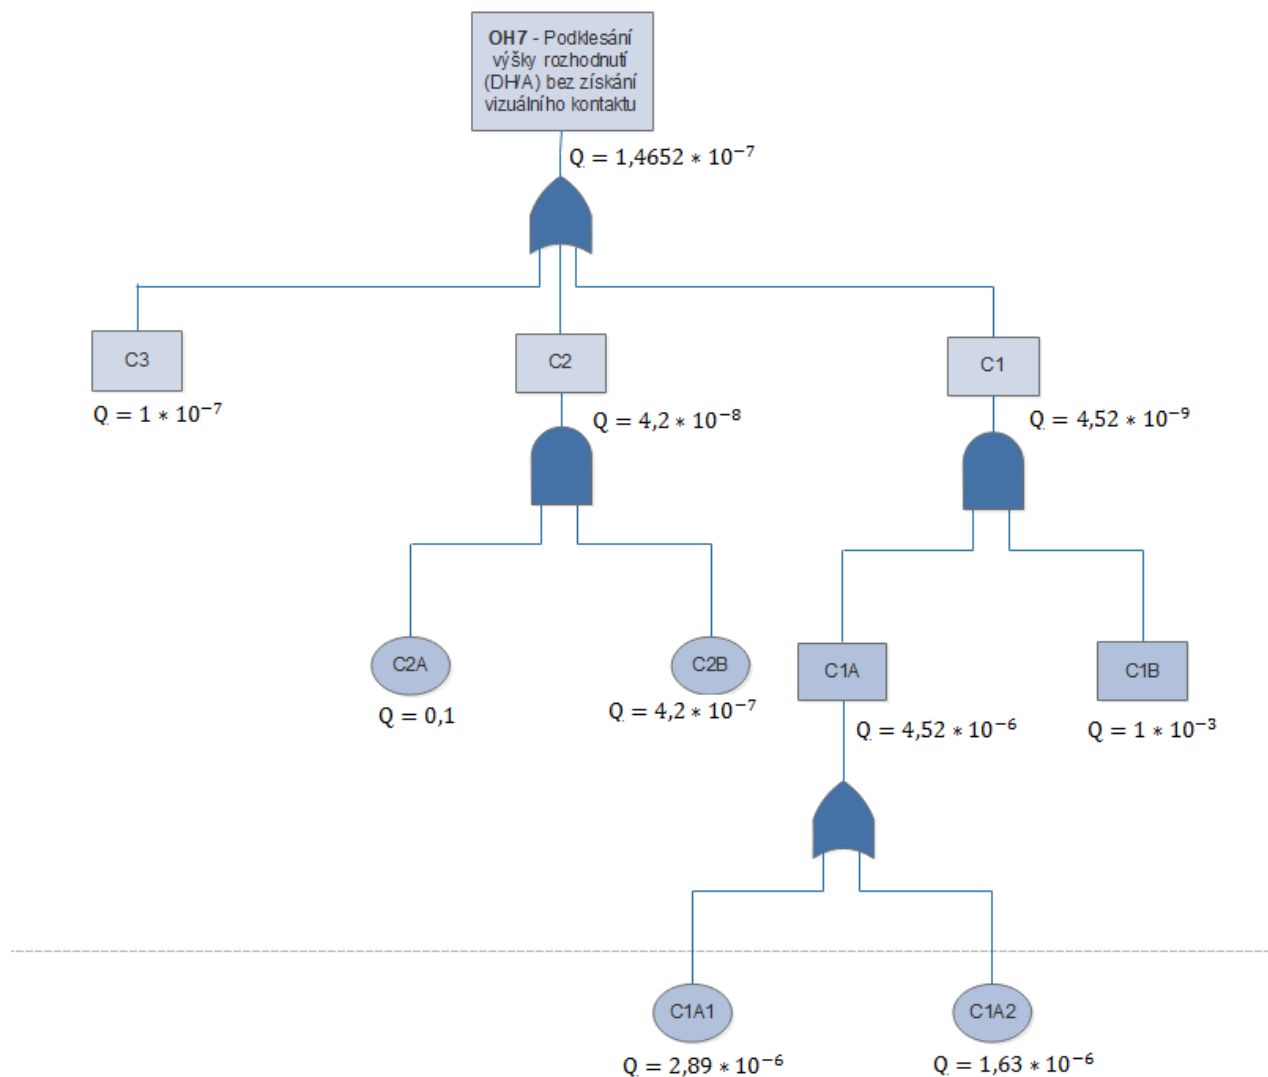 OH7 - Podklesání
výšky rozhodnutí
(DH/A) bez získání
vizuálního kontaktu
Q = 1,4652 ∗ 10⁻⁷
C3
C2
C1
Q = 1 ∗ 10⁻⁷
Q = 4,2 ∗ 10⁻⁸
Q = 4,52 ∗ 10⁻⁹
C2A
C2B
C1A
C1B
Q = 0,1
Q = 4,2 ∗ 10⁻⁷
Q = 4,52 ∗ 10⁻⁶
Q = 1 ∗ 10⁻³
C1A1
C1A2
Q = 2,89 ∗ 10⁻⁶
Q = 1,63 ∗ 10⁻⁶